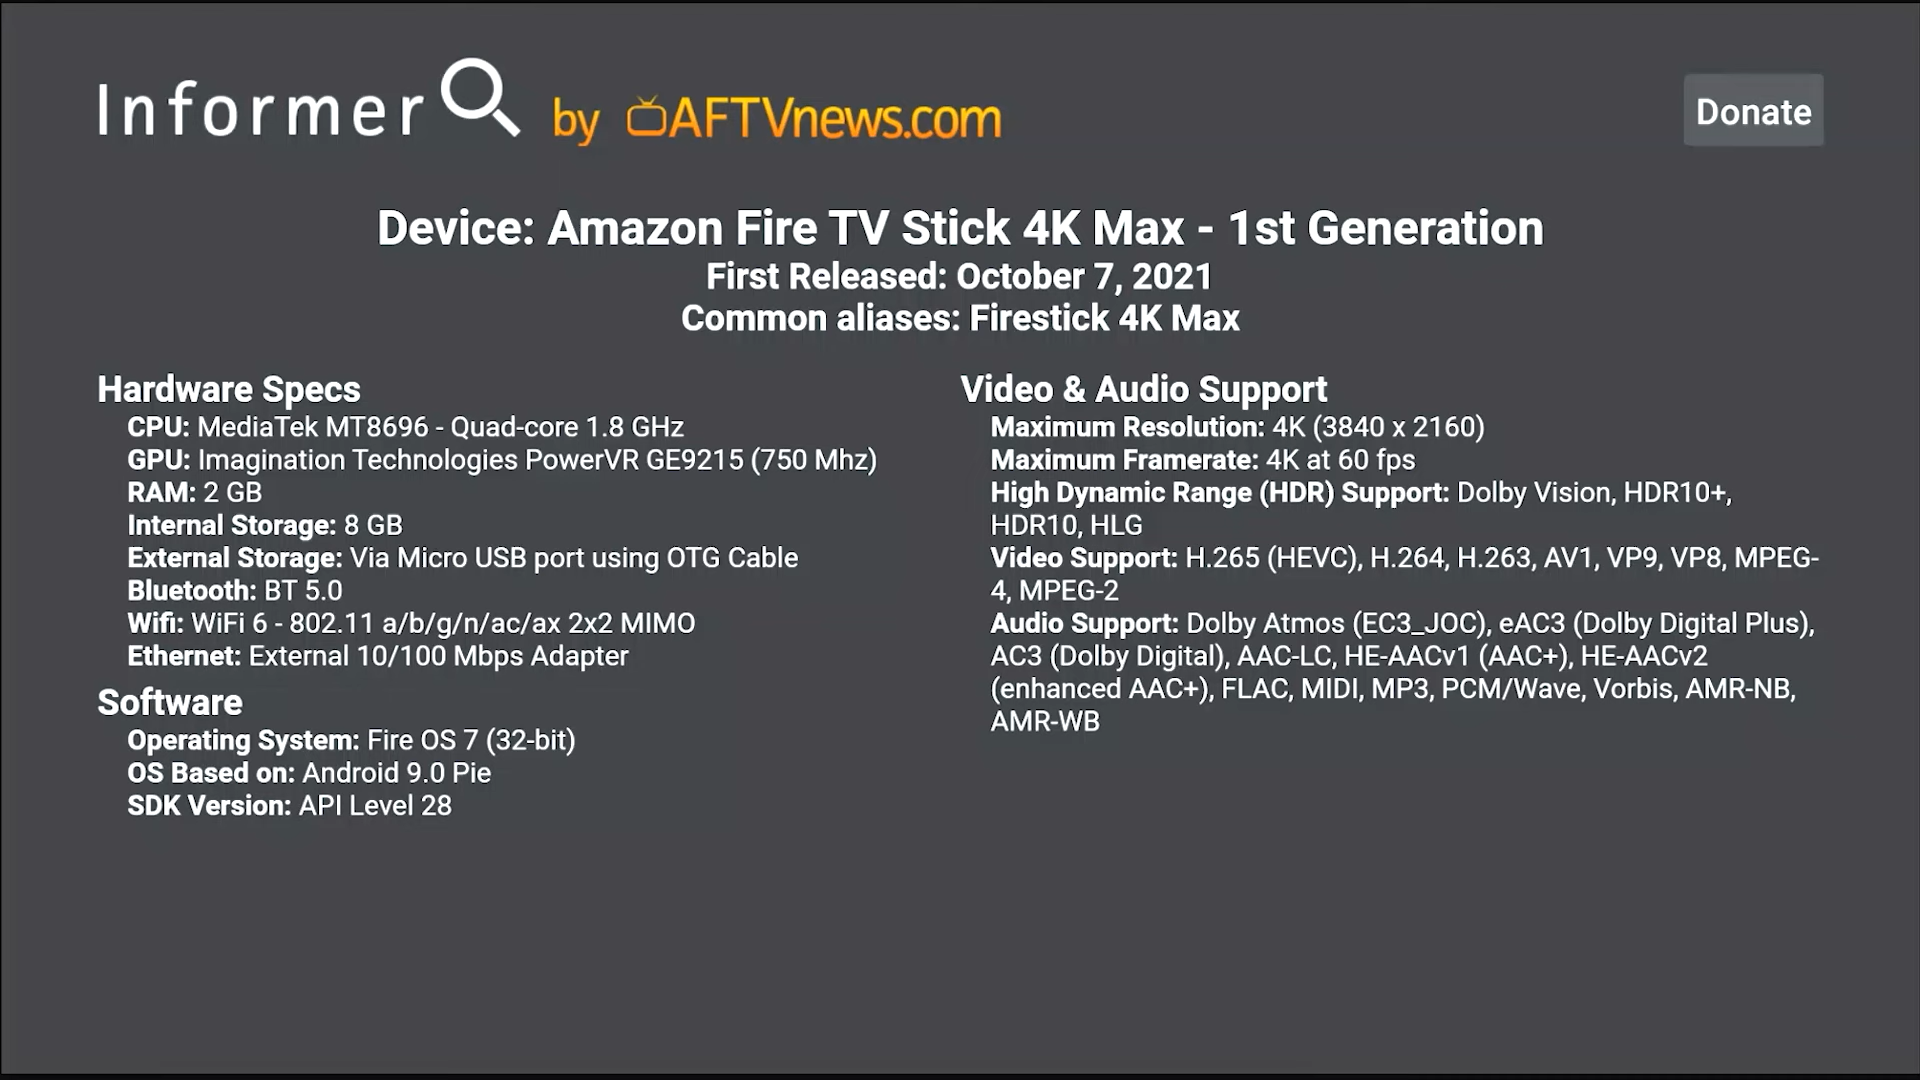 Informer by AFTVnews.com
Donate
Device: Amazon Fire TV Stick 4K Max - 1st Generation
First Released: October 7, 2021
Common aliases: Firestick 4K Max
Hardware Specs
CPU: MediaTek MT8696 - Quad-core 1.8 GHz
GPU: Imagination Technologies PowerVR GE9215 (750 Mhz)
RAM: 2 GB
Internal Storage: 8 GB
External Storage: Via Micro USB port using OTG Cable
Bluetooth: BT 5.0
Wifi: WiFi 6 - 802.11 a/b/g/n/ac/ax 2x2 MIMO
Ethernet: External 10/100 Mbps Adapter
Software
Operating System: Fire OS 7 (32-bit)
OS Based on: Android 9.0 Pie
SDK Version: API Level 28
Video & Audio Support
Maximum Resolution: 4K (3840 x 2160)
Maximum Framerate: 4K at 60 fps
High Dynamic Range (HDR) Support: Dolby Vision, HDR10+,
HDR10, HLG
Video Support: H.265 (HEVC), H.264, H.263, AV1, VP9, VP8, MPEG-
4, MPEG-2
Audio Support: Dolby Atmos (EC3_JOC), eAC3 (Dolby Digital Plus),
AC3 (Dolby Digital), AAC-LC, HE-AACv1 (AAC+), HE-AACv2
(enhanced AAC+), FLAC, MIDI, MP3, PCM/Wave, Vorbis, AMR-NB,
AMR-WB